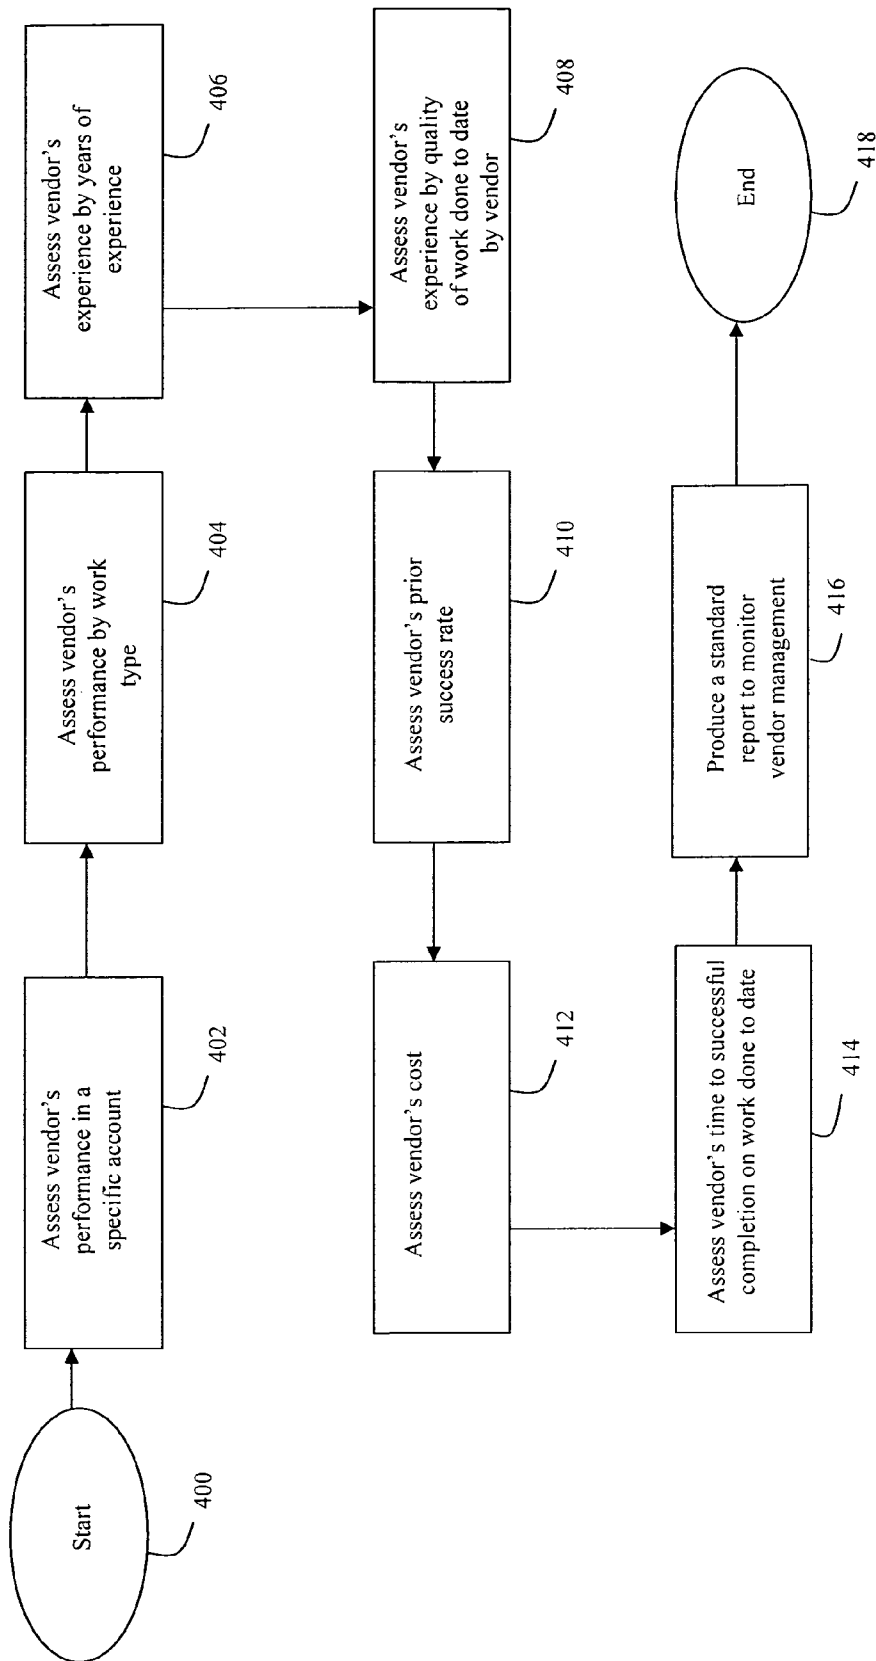 Start
400
Assess vendor's
performance in a
specific account
402
Assess vendor's
performance by work
type
404
Assess vendor's
experience by years of
experience
406
Assess vendor's
experience by quality
of work done to date
by vendor
408
Assess vendor's prior
success rate
410
Assess vendor's cost
412
Assess vendor's time to successful
completion on work done to date
414
Produce a standard
report to monitor
vendor management
416
End
418